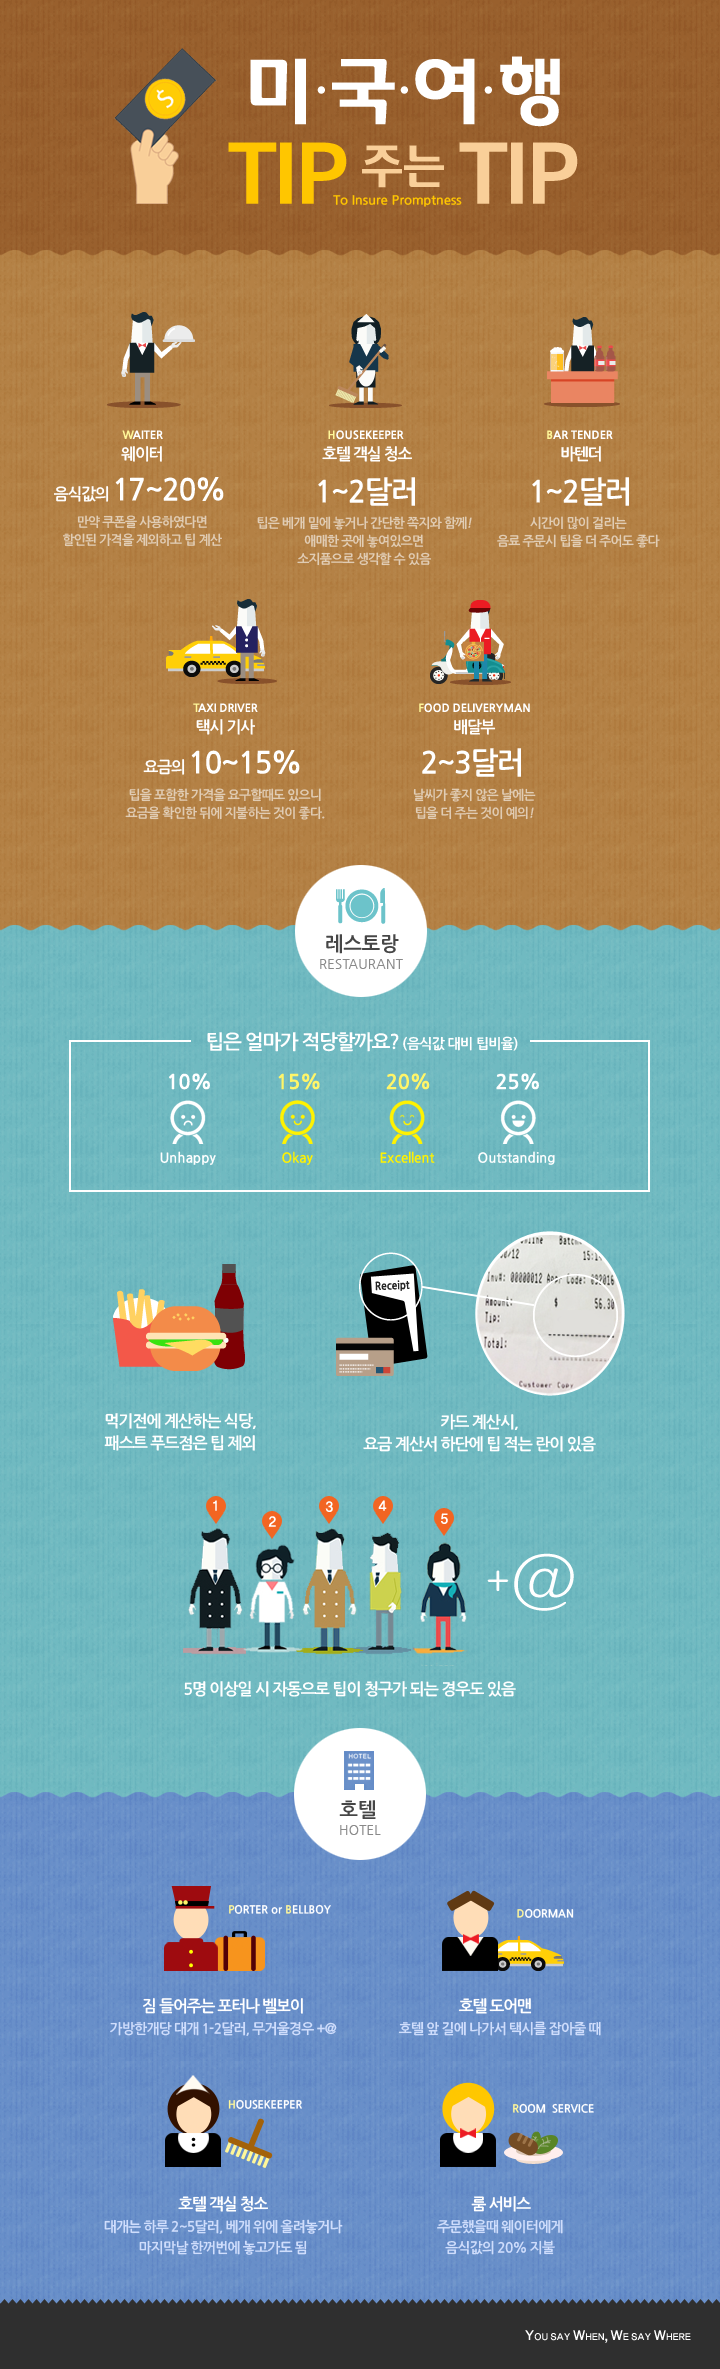 미·국·여·행
TIP 주는 TIP
To Insure Promptness
WAITER
웨이터
음식값의 17~20%
만약 쿠폰을 사용하였다면
할인된 가격을 제외하고 팁 계산
HOUSEKEEPER
호텔 객실 청소
1~2달러
팁은 베개 밑에 놓거나 간단한 쪽지와 함께!
애매한 곳에 놓여있으면
소지품으로 생각할 수 있음
BAR TENDER
바텐더
1~2달러
시간이 많이 걸리는
음료 주문시 팁을 더 주어도 좋다
TAXI DRIVER
택시 기사
요금의 10~15%
팁을 포함한 가격을 요구할때도 있으니
요금을 확인한 뒤에 지불하는 것이 좋다.
FOOD DELIVERYMAN
배달부
2~3달러
날씨가 좋지 않은 날에는
팁을 더 주는 것이 예의!
레스토랑
RESTAURANT
팁은 얼마가 적당할까요? (음식값 대비 팁비율)
10% 15% 20% 25%
Unhappy Okay Excellent Outstanding
Receipt
Inv#: 00000012 Code:
Amount: $ 56.30
Tip:
Total:
Customer Copy
먹기전에 계산하는 식당,
패스트 푸드점은 팁 제외
카드 계산시,
요금 계산서 하단에 팁 적는 란이 있음
1 2 3 4 5
+@
5명 이상일 시 자동으로 팁이 청구가 되는 경우도 있음
HOTEL
호텔
HOTEL
PORTER or BELLBOY
짐 들어주는 포터나 벨보이
가방한개당 대개 1-2달러, 무거울경우 +@
DOORMAN
호텔 도어맨
호텔 앞 길에 나가서 택시를 잡아줄 때
HOUSEKEEPER
호텔 객실 청소
대개는 하루 2~5달러, 베개 위에 올려놓거나
마지막날 한꺼번에 놓고가도 됨
ROOM SERVICE
룸 서비스
주문했을때 웨이터에게
음식값의 20% 지불
YOU SAY WHEN, WE SAY WHERE